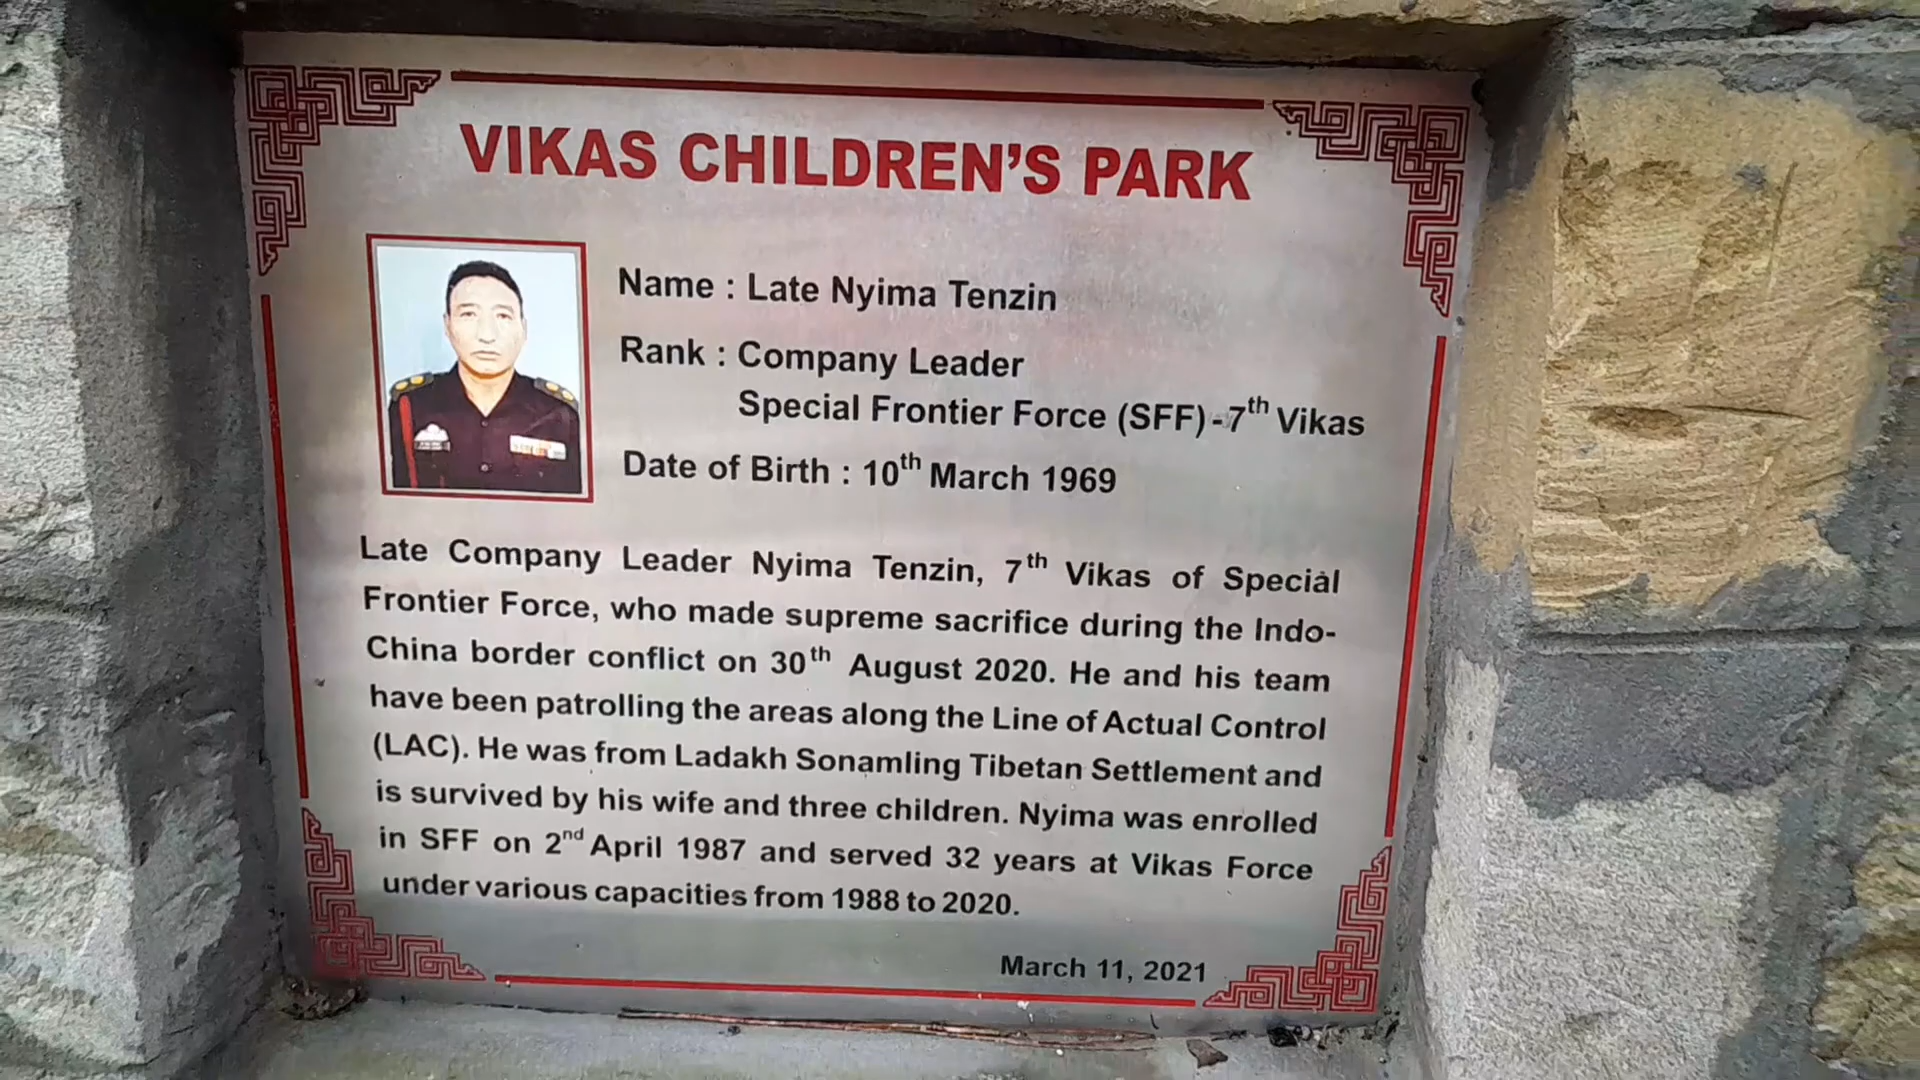 VIKAS CHILDREN'S PARK
Name : Late Nyima Tenzin
Rank : Company Leader
Special Frontier Force (SFF) - 7th Vikas
Date of Birth : 10th March 1969
Late Company Leader Nyima Tenzin, 7th Vikas of Special
Frontier Force, who made supreme sacrifice during the Indo-
China border conflict on 30th August 2020. He and his team
have been patrolling the areas along the Line of Actual Control
(LAC). He was from Ladakh Sonamling Tibetan Settlement and
is survived by his wife and three children. Nyima was enrolled
in SFF on 2nd April 1987 and served 32 years at Vikas Force
under various capacities from 1988 to 2020.
March 11, 2021